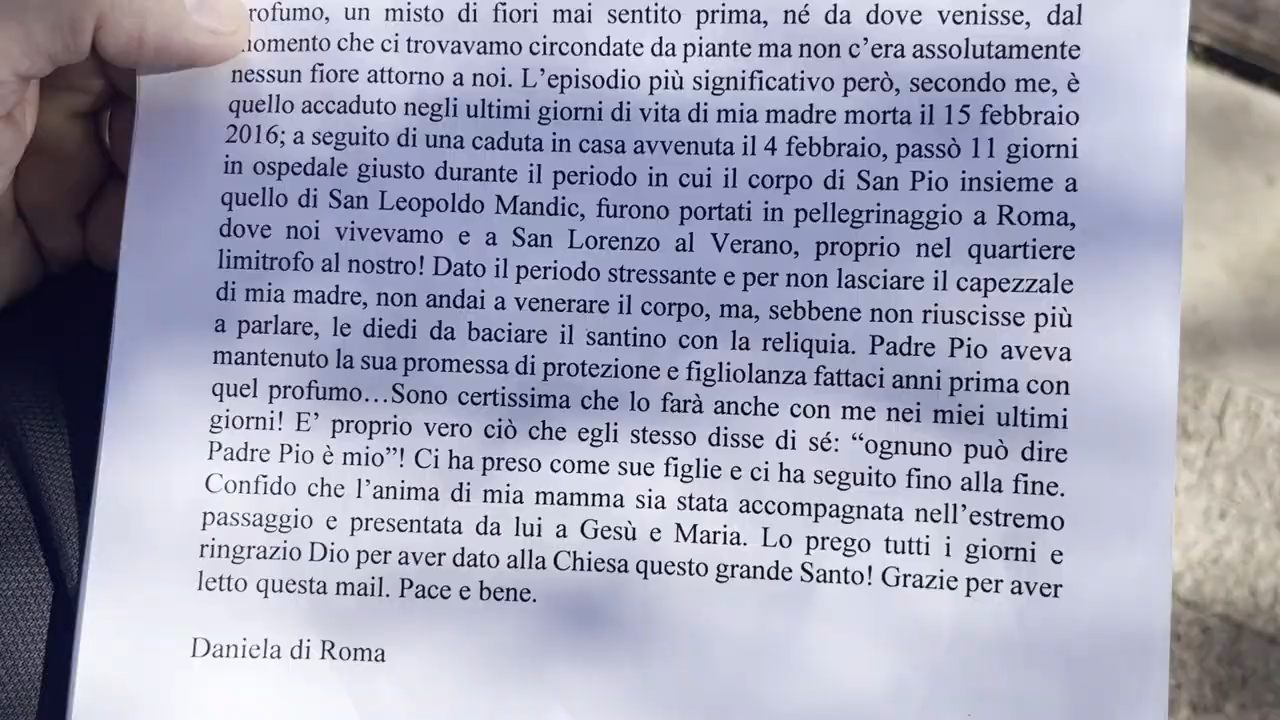 rofumo, un misto di fiori mai sentito prima, né da dove venisse, dal
omento che ci trovavamo circondate da piante ma non c'era assolutamente
nessun fiore attorno a noi. L'episodio più significativo però, secondo me, è
quello accaduto negli ultimi giorni di vita di mia madre morta il 15 febbraio
2016; a seguito di una caduta in casa avvenuta il 4 febbraio, passò 11 giorni
in ospedale giusto durante il periodo in cui il corpo di San Pio insieme a
quello di San Leopoldo Mandic, furono portati in pellegrinaggio a Roma,
dove noi vivevamo e a San Lorenzo al Verano, proprio nel quartiere
limitrofo al nostro! Dato il periodo stressante e per non lasciare il capezzale
di mia madre, non andai a venerare il corpo, ma, sebbene non riuscisse più
a parlare, le diedi da baciare il santino con la reliquia. Padre Pio aveva
mantenuto la sua promessa di protezione e figliolanza fattaci anni prima con
quel profumo…Sono certissima che lo farà anche con me nei miei ultimi
giorni! E' proprio vero ciò che egli stesso disse di sé: “ognuno può dire
Padre Pio è mio”! Ci ha preso come sue figlie e ci ha seguito fino alla fine.
Confido che l'anima di mia mamma sia stata accompagnata nell'estremo
passaggio e presentata da lui a Gesù e Maria. Lo prego tutti i giorni e
ringrazio Dio per aver dato alla Chiesa questo grande Santo! Grazie per aver
letto questa mail. Pace e bene.
Daniela di Roma